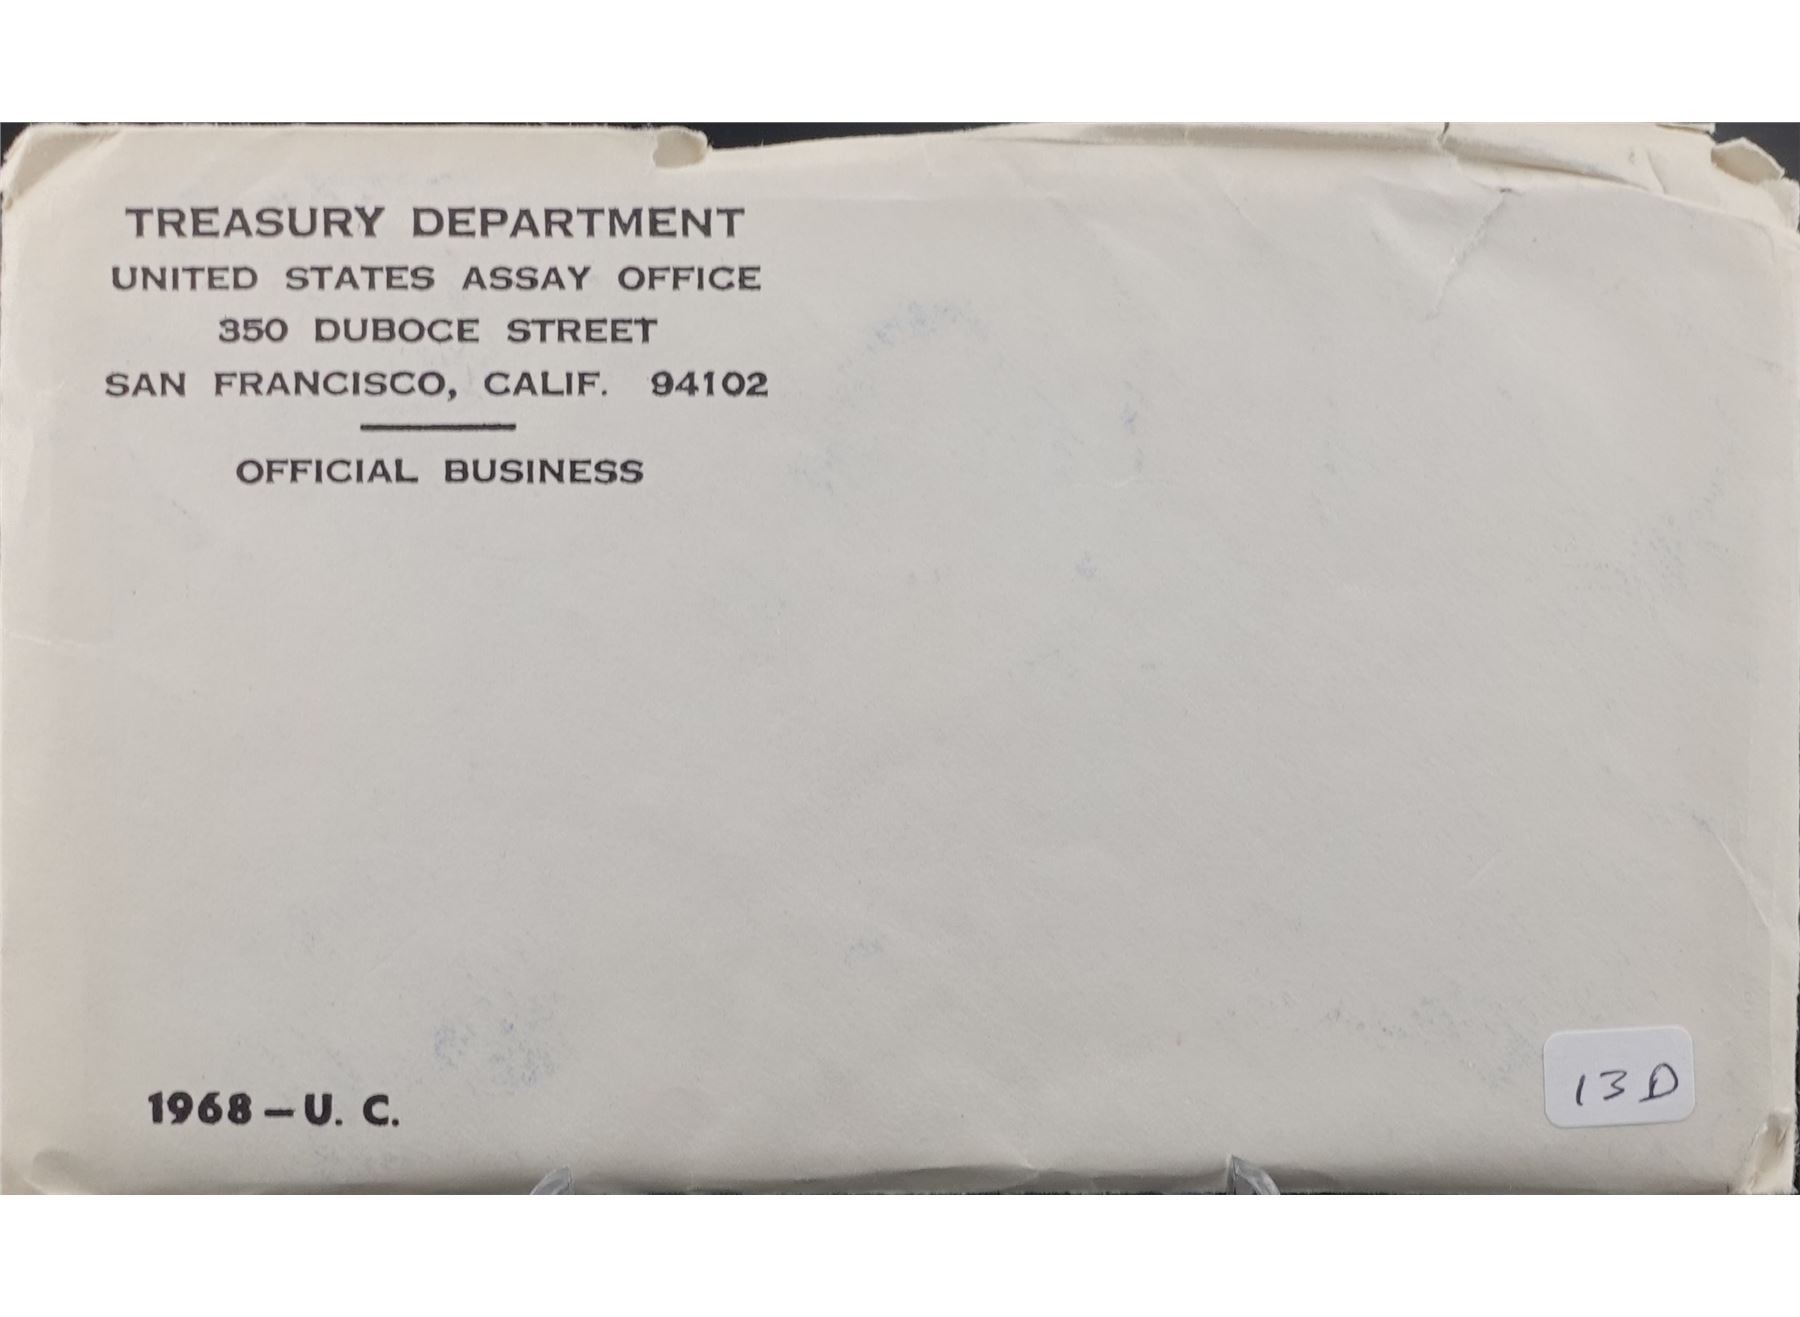 TREASURY DEPARTMENT
UNITED STATES ASSAY OFFICE
350 DUBOCE STREET
SAN FRANCISCO, CALIF. 94102
OFFICIAL BUSINESS
1968 – U. C.
13D